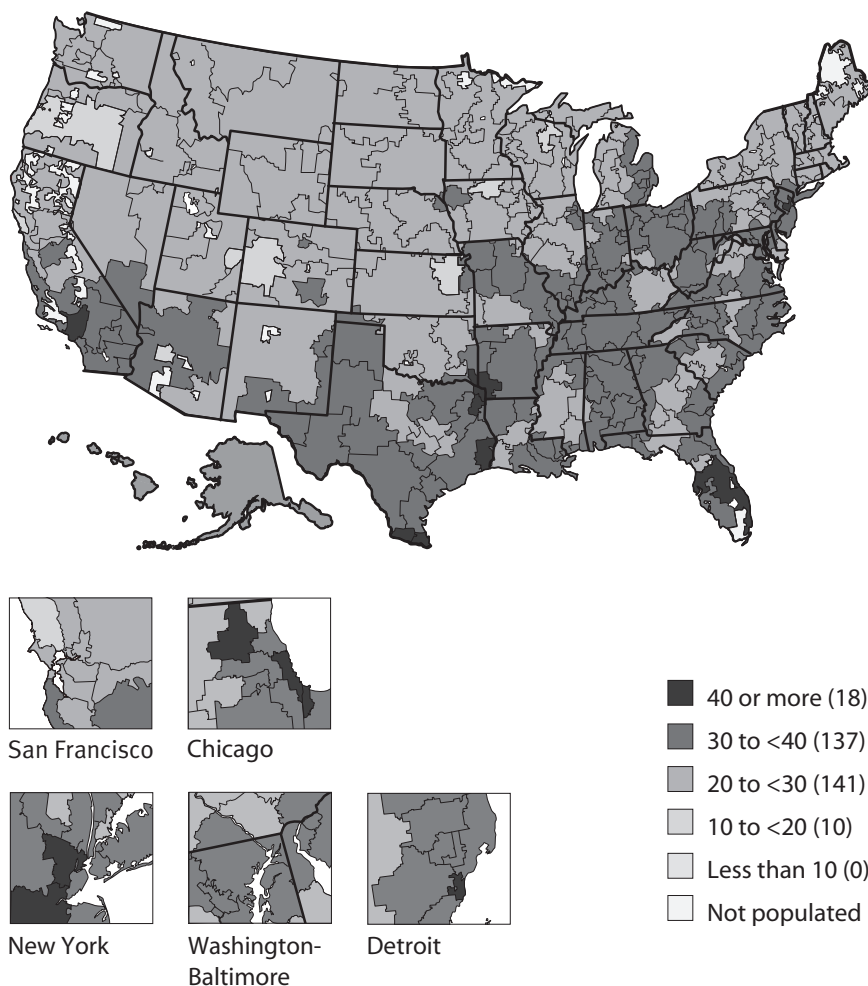 San Francisco
Chicago
New York
Washington-
Baltimore
Detroit
40 or more (18)
30 to <40 (137)
20 to <30 (141)
10 to <20 (10)
Less than 10 (0)
Not populated